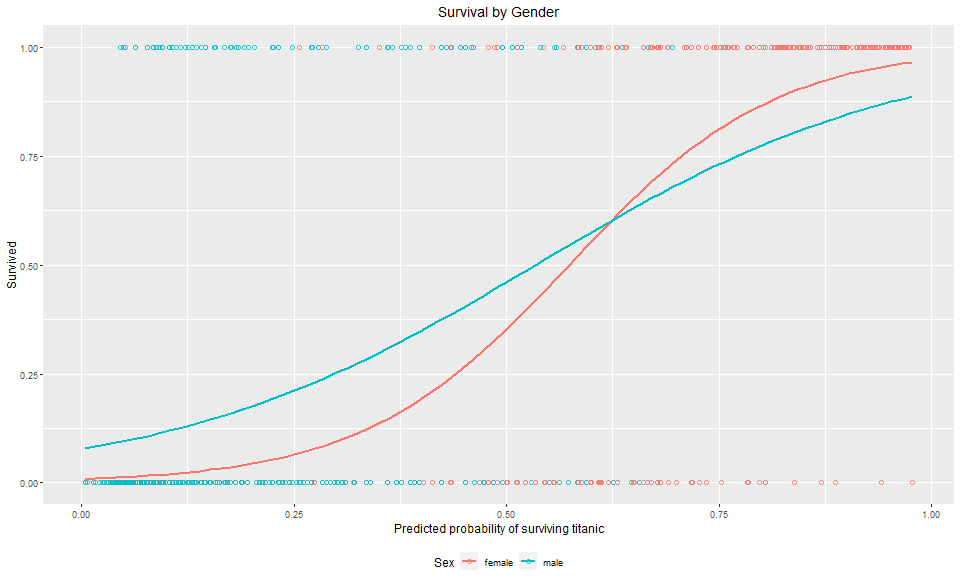 Survival by Gender
1.00
0.75
0.50
0.25
0.00
Survived
0.00 0.25 0.50 0.75 1.00
Predicted probability of surviving titanic
Sex female male